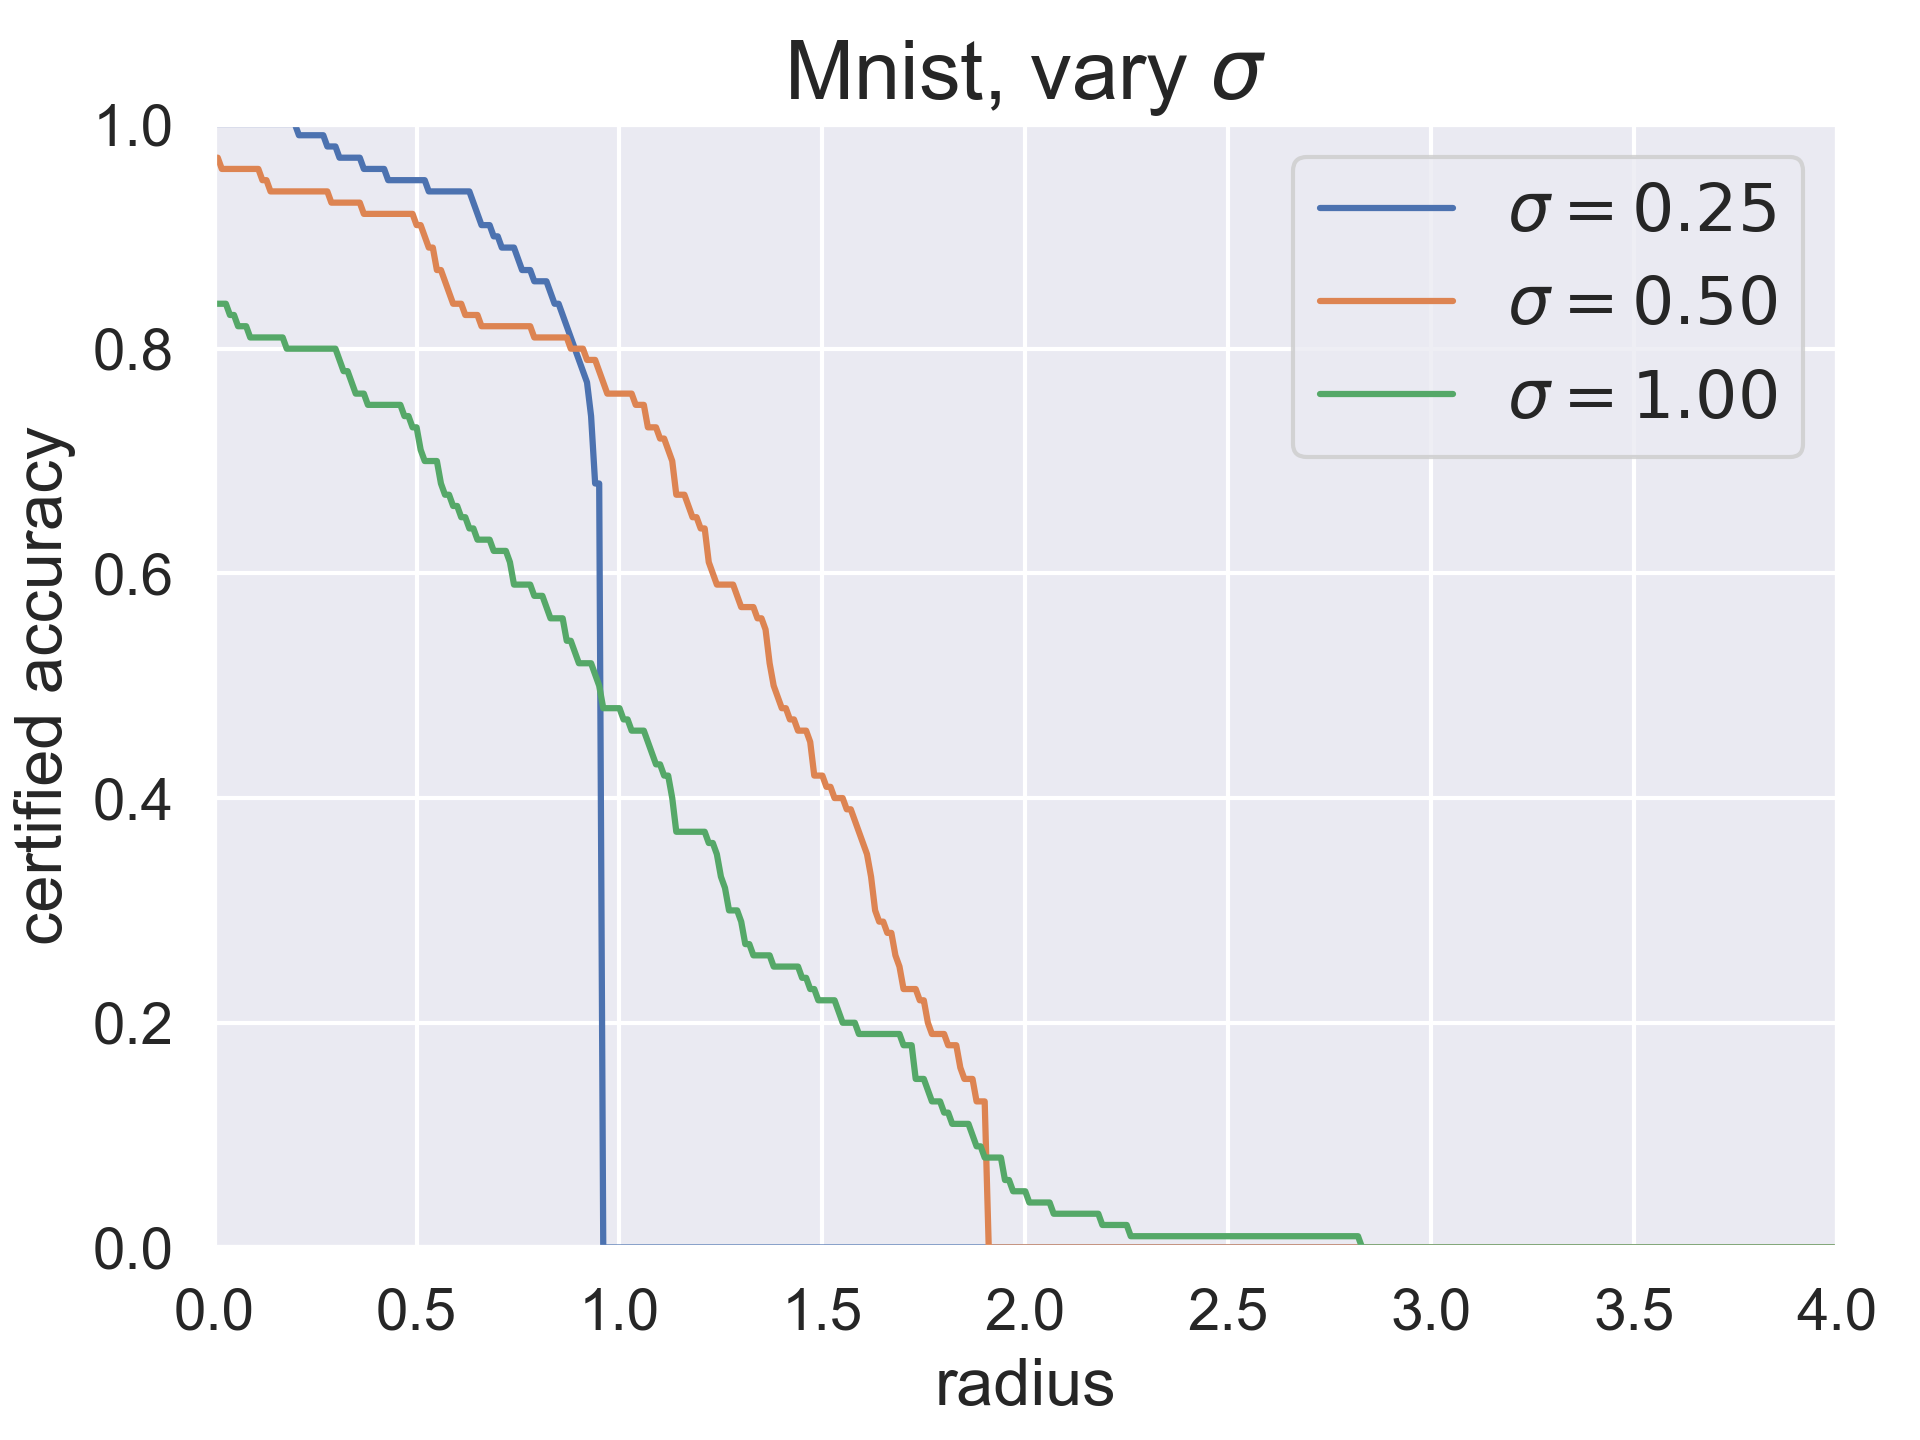 Mnist, vary σ
certified accuracy
1.0
0.8
0.6
0.4
0.2
0.0
σ = 0.25
σ = 0.50
σ = 1.00
0.0 0.5 1.0 1.5 2.0 2.5 3.0 3.5 4.0
radius